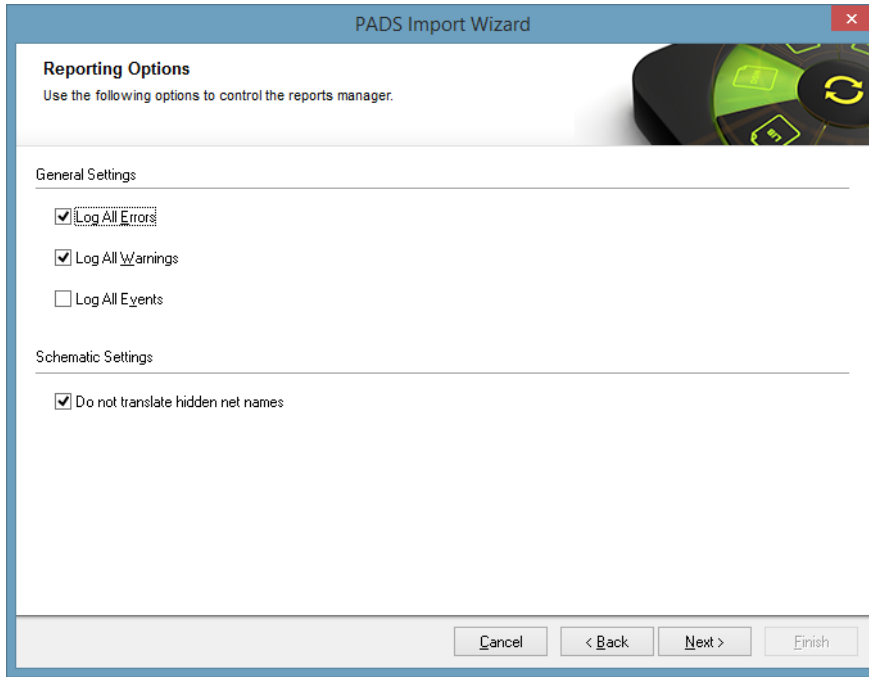 PADS Import Wizard
Reporting Options
Use the following options to control the reports manager.
General Settings
Log All Errors
Log All Warnings
Log All Events
Schematic Settings
Do not translate hidden net names
Cancel
< Back
Next >
Finish